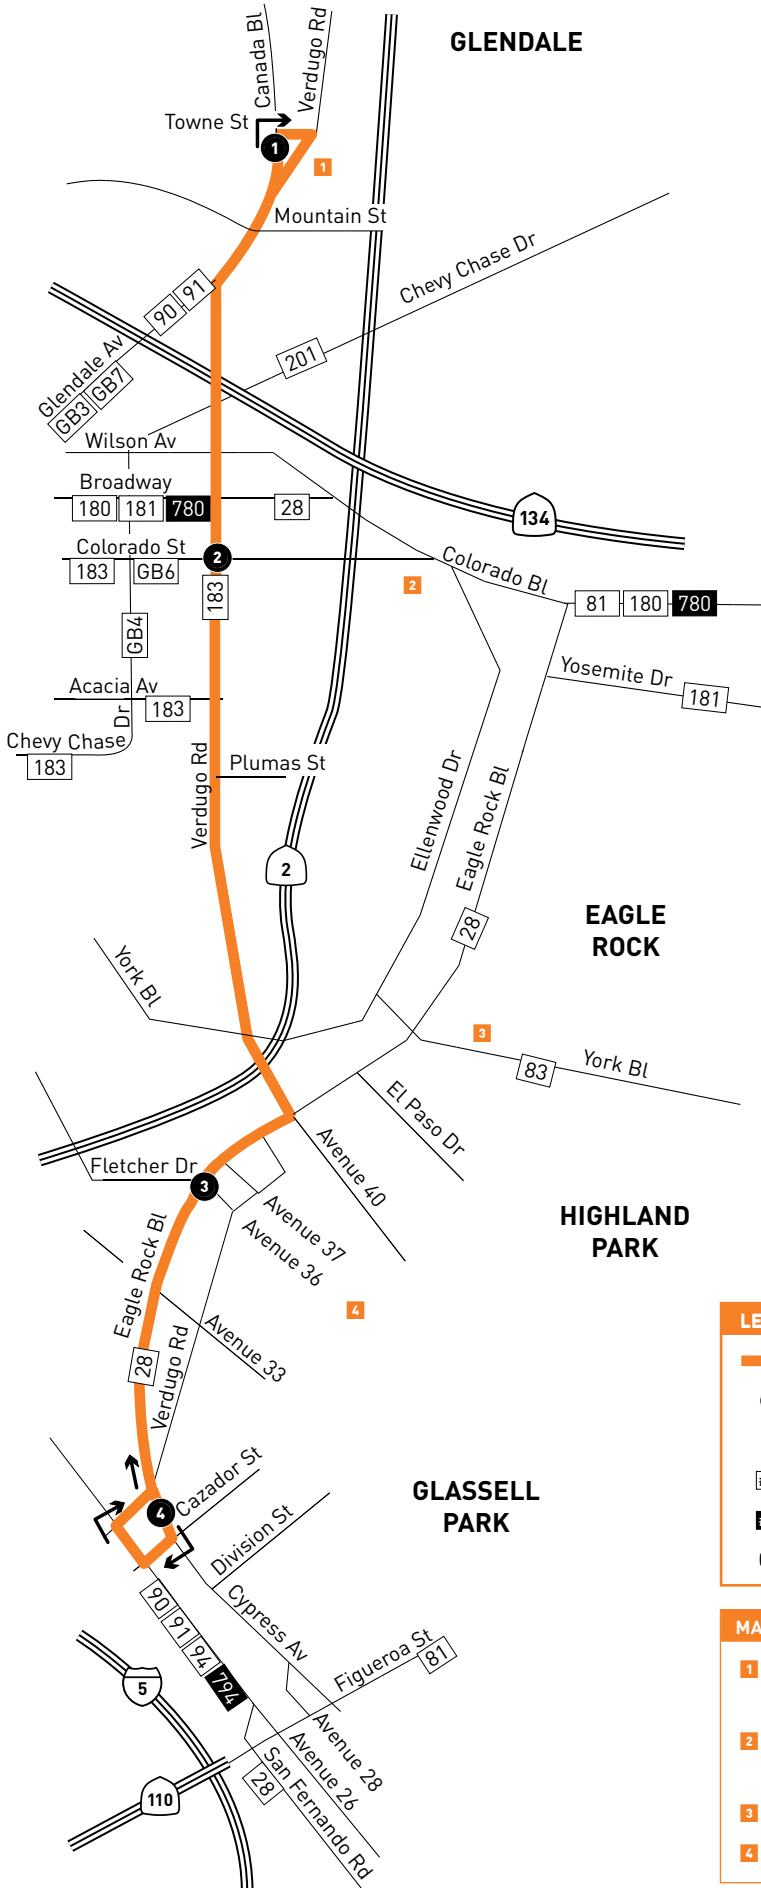 GLENDALE
Canada Bl
Verdugo Rd
Towne St
1
1
Mountain St
Chevy Chase Dr
90
91
Glendale Av
GB3
GB7
201
Wilson Av
Broadway
180
181
780
28
134
Colorado St
2
Colorado Bl
183
GB6
183
2
81
180
780
GB4
Yosemite Dr
181
Acacia Av
183
Chevy Chase
Dr
183
Verdugo Rd
Plumas St
Ellenwood Dr
Eagle Rock Bl
2
28
EAGLE
ROCK
York Bl
3
York Bl
83
El Paso Dr
Avenue 40
Fletcher Dr
3
Avenue 37
Avenue 36
HIGHLAND
PARK
Eagle Rock Bl
4
Avenue 33
28
Verdugo Rd
LE
Cazador St
4
GLASSELL
PARK
Division St
Cypress Av
90
91
94
794
Figueroa St
81
5
110
Avenue 28
Avenue 26
San Fernando Rd
28
MA
1
2
3
4